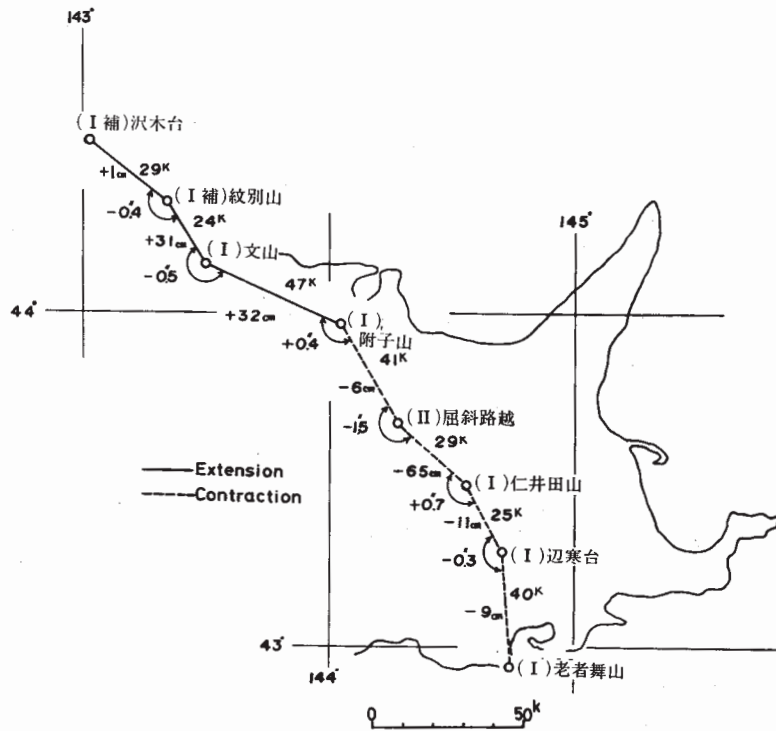 143°
(I補)沢木台
+1cm 29K
(I補)紋別山
-0.″4
24K
+31cm
(I)文山
-0.″5
145°
47K
44°
+32cm
(I)
附子山
+0.″4
41K
-6cm
(II)屈斜路越
-1.″5
29K
Extension
-65cm
(I)仁井田山
Contraction
+0.″7
-11cm
25K
(I)辺寒台
-0.″3
40K
-9cm
43°
(I)老者舞山
144°
0 50k